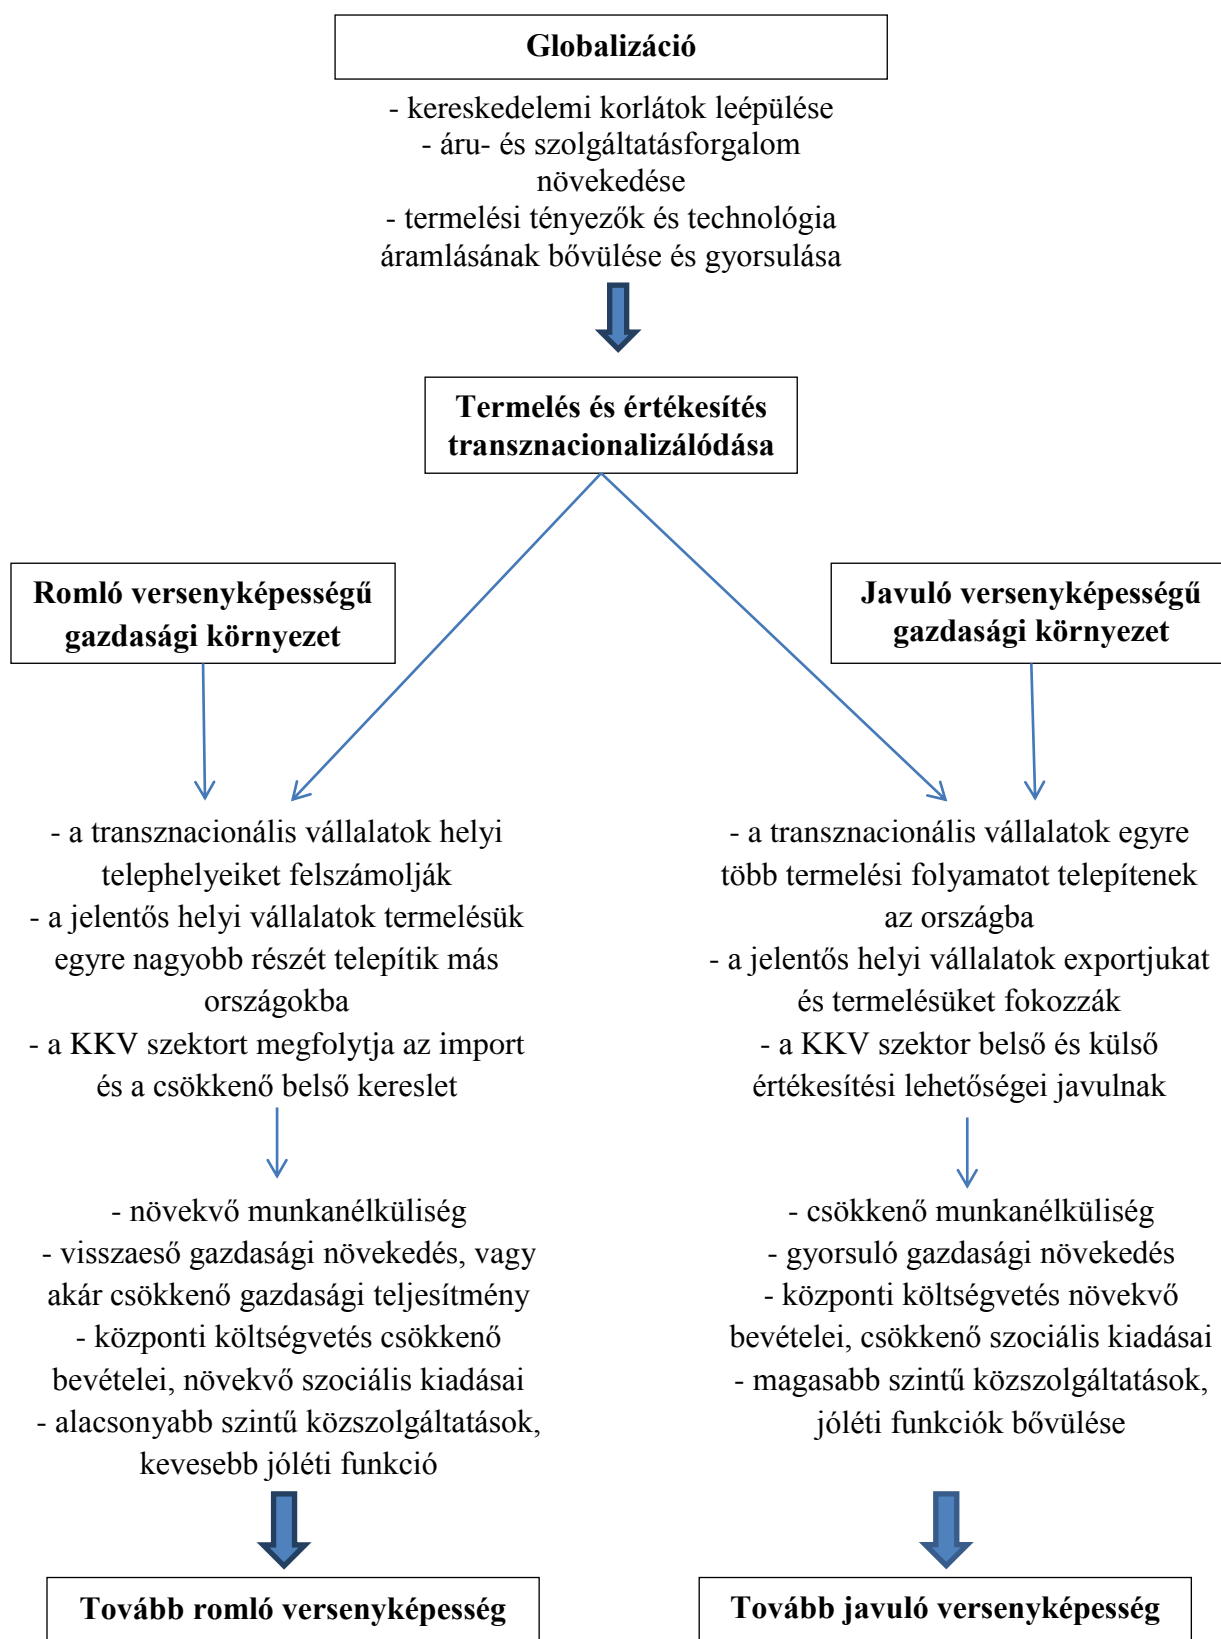 Globalizáció
- kereskedelemi korlátok leépülése
- áru- és szolgáltatásforgalom
növekedése
- termelési tényezők és technológia
áramlásának bővülése és gyorsulása
Termelés és értékesítés
transznacionalizálódása
Romló versenyképességű
gazdasági környezet
Javuló versenyképességű
gazdasági környezet
- a transznacionális vállalatok helyi
telephelyeiket felszámolják
- a jelentős helyi vállalatok termelésük
egyre nagyobb részét telepítik más
országokba
- a KKV szektort megfolytja az import
és a csökkenő belső kereslet
- a transznacionális vállalatok egyre
több termelési folyamatot telepítenek
az országba
- a jelentős helyi vállalatok exportjukat
és termelésüket fokozzák
- a KKV szektor belső és külső
értékesítési lehetőségei javulnak
- növekvő munkanélküliség
- visszaeső gazdasági növekedés, vagy
akár csökkenő gazdasági teljesítmény
- központi költségvetés csökkenő
bevételei, növekvő szociális kiadásai
- alacsonyabb szintű közszolgáltatások,
kevesebb jóléti funkció
- csökkenő munkanélküliség
- gyorsuló gazdasági növekedés
- központi költségvetés növekvő
bevételei, csökkenő szociális kiadásai
- magasabb szintű közszolgáltatások,
jóléti funkciók bővülése
Tovább romló versenyképesség
Tovább javuló versenyképesség